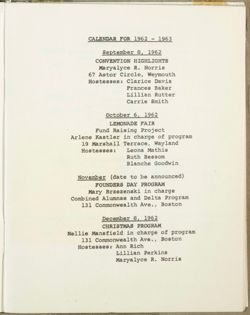 CALENDAR FOR 1962 - 1963
September 8, 1962
CONVENTION HIGHLIGHTS
Maryalyce R. Norris
67 Astor Circle, Weymouth
Hostesses: Clarice Davis
Frances Baker
Lillian Rutter
Carrie Smith
October 6, 1962
LEMONADE FAIR
Fund Raising Project
Arlene Kastler in charge of program
19 Marshall Terrace, Wayland
Hostesses: Leona Mathis
Ruth Bessom
Blanche Goodwin
November (date to be announced)
FOUNDERS DAY PROGRAM
Mary Brzezenski in charge
Combined Alumnae and Delta Program
131 Commonwealth Ave., Boston
December 8, 1962
CHRISTMAS PROGRAM
Nellie Mansfield in charge of program
131 Commonwealth Ave., Boston
Hostesses: Ann Rich
Lillian Perkins
Maryalyce R. Norris